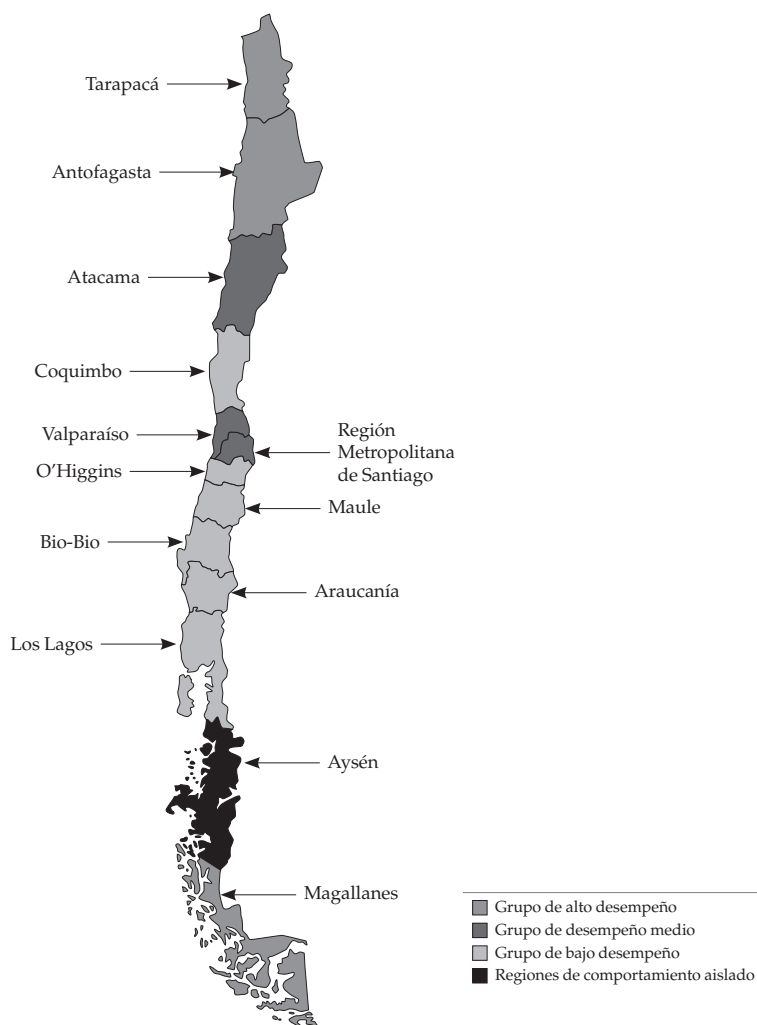 Tarapacá
Antofagasta
Atacama
Coquimbo
Valparaíso
Región
Metropolitana
de Santiago
O'Higgins
Maule
Bio-Bio
Araucanía
Los Lagos
Aysén
Magallanes
Grupo de alto desempeño
Grupo de desempeño medio
Grupo de bajo desempeño
Regiones de comportamiento aislado